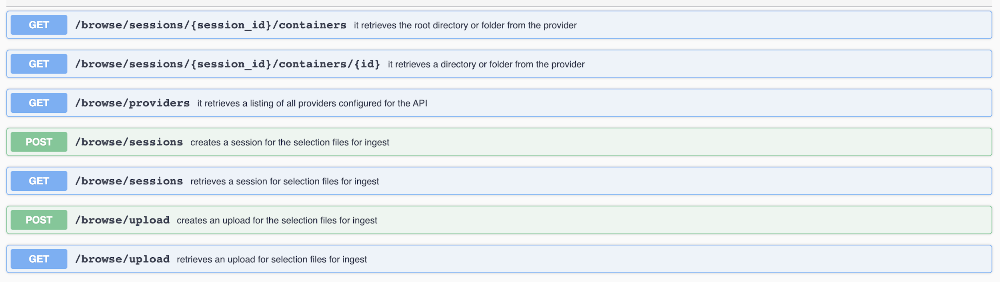 GET /browse/sessions/{session_id}/containers it retrieves the root directory or folder from the provider
GET /browse/sessions/{session_id}/containers/{id} it retrieves a directory or folder from the provider
GET /browse/providers it retrieves a listing of all providers configured for the API
POST /browse/sessions creates a session for the selection files for ingest
GET /browse/sessions retrieves a session for selection files for ingest
POST /browse/upload creates an upload for the selection files for ingest
GET /browse/upload retrieves an upload for selection files for ingest